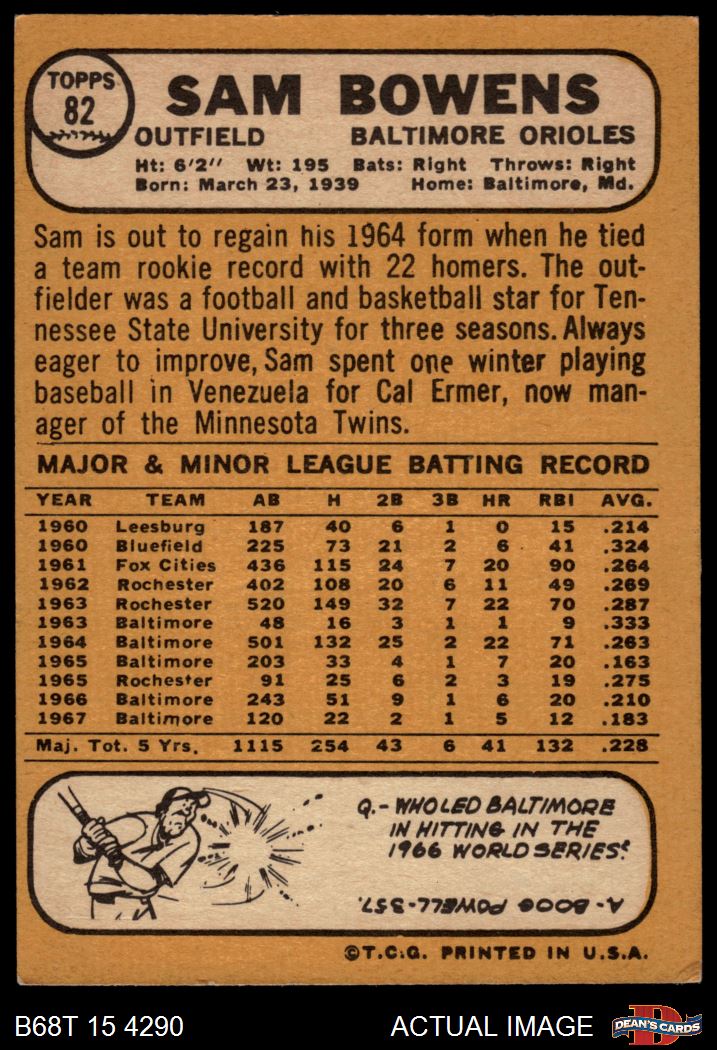 TOPPS
82
SAM BOWENS
OUTFIELD BALTIMORE ORIOLES
Ht: 6'2" Wt: 195 Bats: Right Throws: Right
Born: March 23, 1939 Home: Baltimore, Md.
Sam is out to regain his 1964 form when he tied
a team rookie record with 22 homers. The out-
fielder was a football and basketball star for Ten-
nessee State University for three seasons. Always
eager to improve, Sam spent one winter playing
baseball in Venezuela for Cal Ermer, now man-
ager of the Minnesota Twins.
MAJOR & MINOR LEAGUE BATTING RECORD
YEAR TEAM AB H 2B 3B HR RBI AVG.
1960 Leesburg 187 40 6 1 0 15 .214
1960 Bluefield 225 73 21 2 6 41 .324
1961 Fox Cities 436 115 24 7 20 90 .264
1962 Rochester 402 108 20 6 11 49 .269
1963 Rochester 520 149 32 7 22 70 .287
1963 Baltimore 48 16 3 1 1 9 .333
1964 Baltimore 501 132 25 2 22 71 .263
1965 Baltimore 203 33 4 1 7 20 .163
1965 Rochester 91 25 6 2 3 19 .275
1966 Baltimore 243 51 9 1 6 20 .210
1967 Baltimore 120 22 2 1 5 12 .183
Maj. Tot. 5 Yrs. 1115 254 43 6 41 132 .228
Q.- WHO LED BALTIMORE
IN HITTING IN THE
1966 WORLD SERIES?
A- BOOG POWELL-.357.
©T.C.G. PRINTED IN U.S.A.
B68T 15 4290 ACTUAL IMAGE DEAN'S CARDS